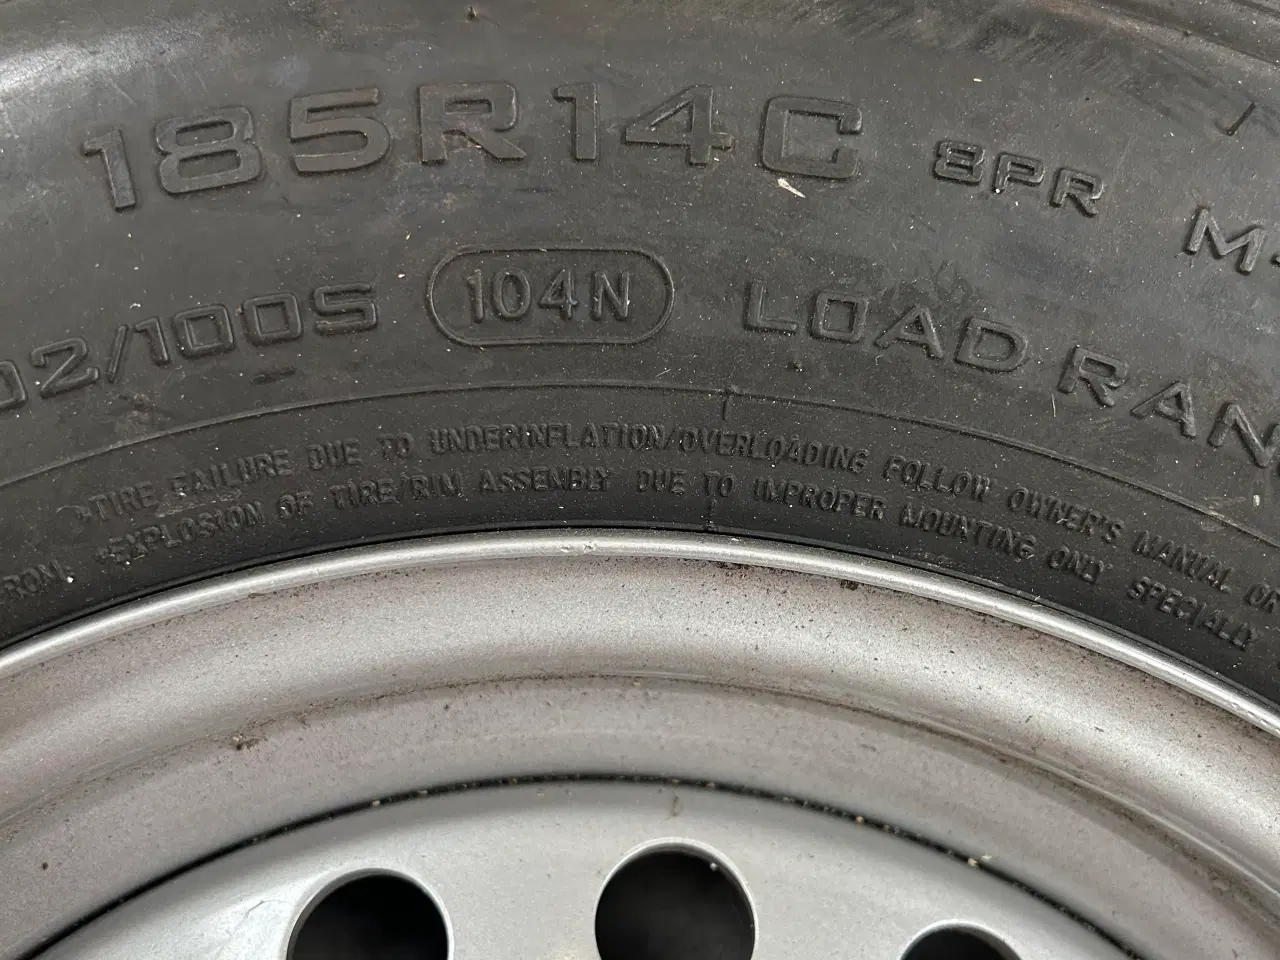 185R14C 8PR M
02/100S 104N LOAD RAN
•TIRE FAILURE DUE TO UNDERINFLATION/OVERLOADING FOLLOW OWNER'S MANUAL OR
ROM. •EXPLOSION OF TIRE/RIM ASSEMBLY DUE TO IMPROPER MOUNTING ONLY SPECIALLY